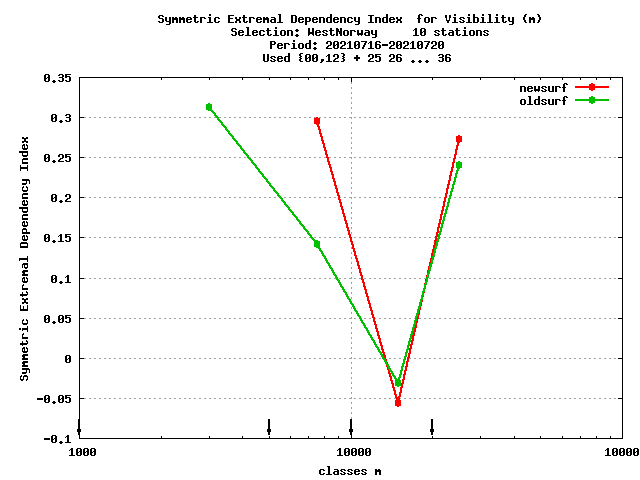 Symmetric Extremal Dependency Index  for Visibility (m)
Selection: WestNorway     10 stations
Period: 20210716-20210720
Used {00,12} + 25 26 ... 36
newsurf
oldsurf
0.35
0.3
0.25
0.2
0.15
0.1
0.05
0
-0.05
-0.1
Symmetric Extremal Dependency Index
1000
10000
10000
classes m